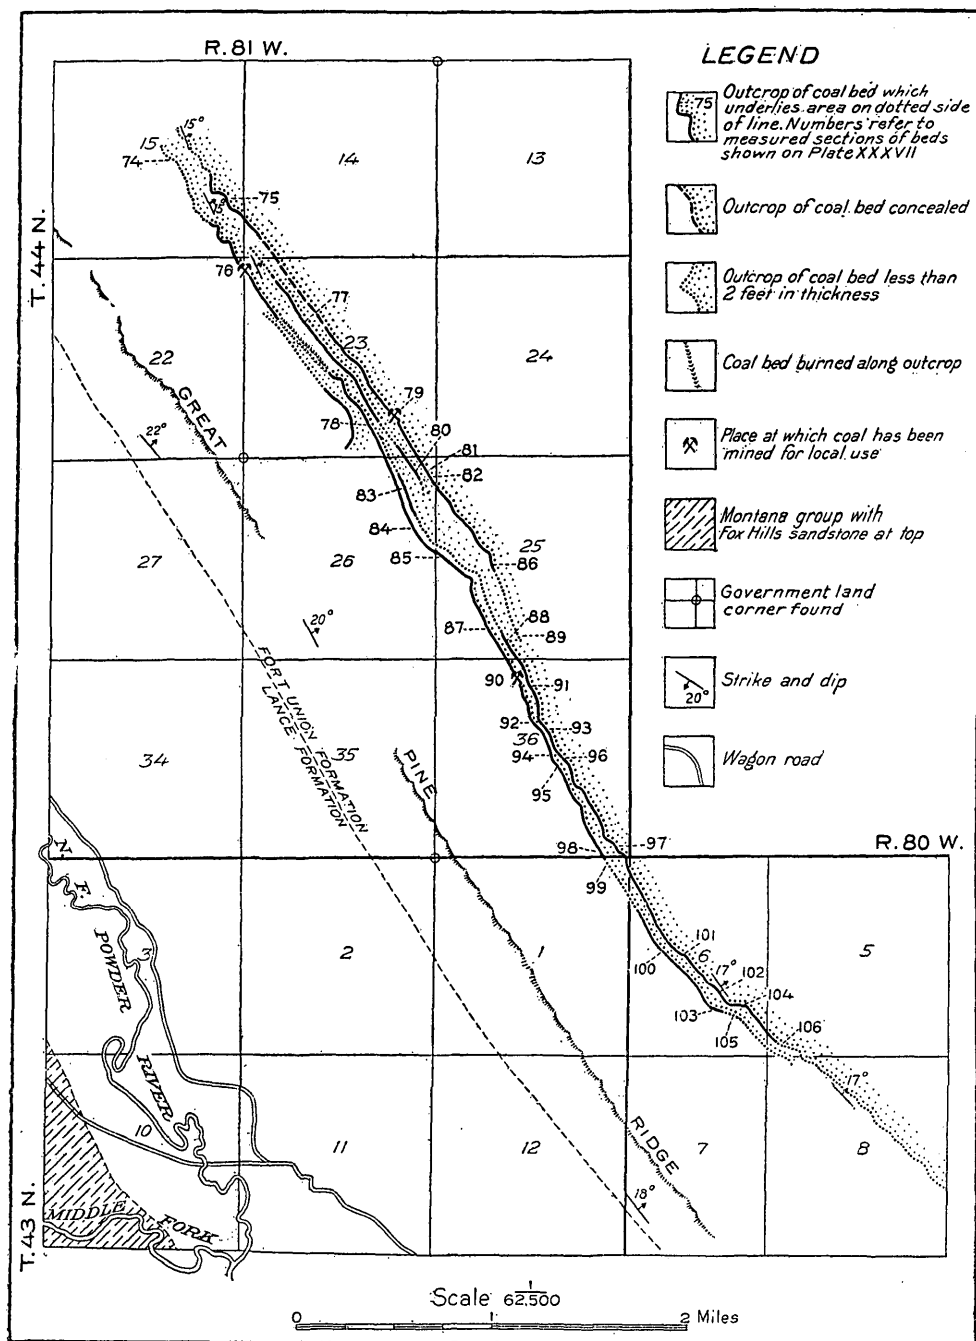 R. 81 W.
T. 44 N.
T. 43 N.
R. 80 W.
LEGEND
75
Outcrop of coal bed which
underlies area on dotted side
of line. Numbers refer to
measured sections of beds
shown on Plate XXXVII
Outcrop of coal bed concealed
Outcrop of coal bed less than
2 feet in thickness
Coal bed burned along outcrop
Place at which coal has been
mined for local use
Montana group with
Fox Hills sandstone at top
Government land
corner found
20°
Strike and dip
Wagon road
15
15°
14
13
74
75
15°
76
77
23
24
22
GREAT
79
78
80
22°
81
82
83
84
85
25
86
27
26
20°
87
88
89
FORT UNION FORMATION
LANCE FORMATION
90
91
92
93
36
94
96
95
34
35
PINE
98
97
99
N. F. POWDER RIVER
3
2
1
100
101
6
17°
102
104
103
105
106
5
17°
10
11
12
RIDGE
7
8
18°
MIDDLE FORK
Scale 1/62,500
0 1 2 Miles